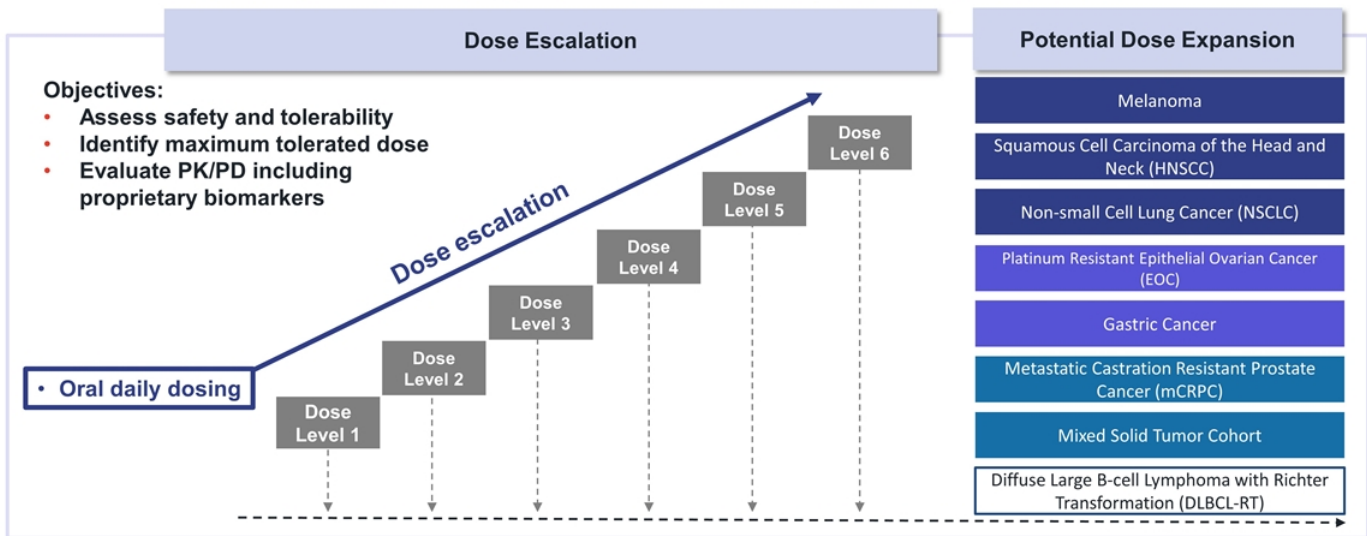 Dose Escalation
Potential Dose Expansion
Objectives:
• Assess safety and tolerability
• Identify maximum tolerated dose
• Evaluate PK/PD including
proprietary biomarkers
Dose escalation
• Oral daily dosing
Dose
Level 1
Dose
Level 2
Dose
Level 3
Dose
Level 4
Dose
Level 5
Dose
Level 6
Melanoma
Squamous Cell Carcinoma of the Head and
Neck (HNSCC)
Non-small Cell Lung Cancer (NSCLC)
Platinum Resistant Epithelial Ovarian Cancer
(EOC)
Gastric Cancer
Metastatic Castration Resistant Prostate
Cancer (mCRPC)
Mixed Solid Tumor Cohort
Diffuse Large B-cell Lymphoma with Richter
Transformation (DLBCL-RT)